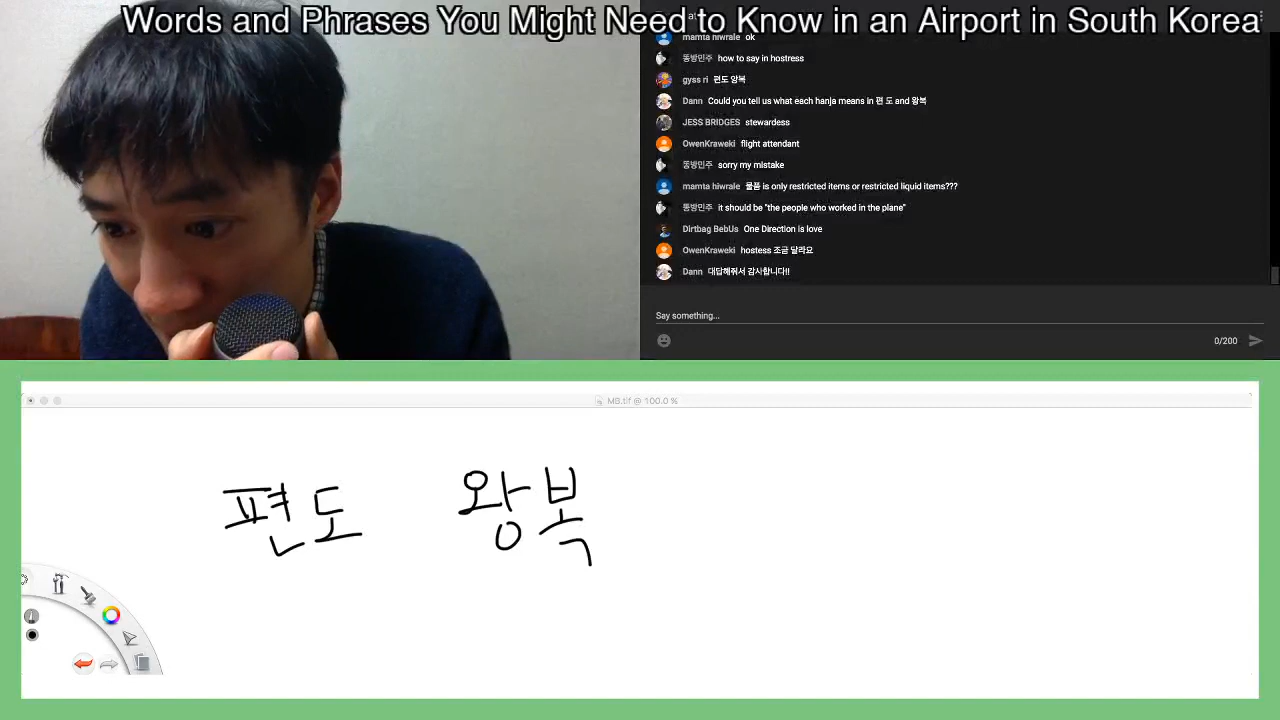 Words and Phrases You Might Need to Know in an Airport in South Korea
mamta hiwrale ok
뚱방민주 how to say in hostress
gyss ri 편도 왕복
Dann Could you tell us what each hanja means in 편 도 and 왕복
JESS BRIDGES stewardess
OwenKraweki flight attendant
뚱방민주 sorry my mistake
mamta hiwrale 물품 is only restricted items or restricted liquid items???
뚱방민주 it should be "the people who worked in the plane"
Dirtbag BebUs One Direction is love
OwenKraweki hostess 조금 달라요
Dann 대답해줘서 감사합니다!!
Say something...
0/200
MB.tif @ 100.0 %
편도 왕복